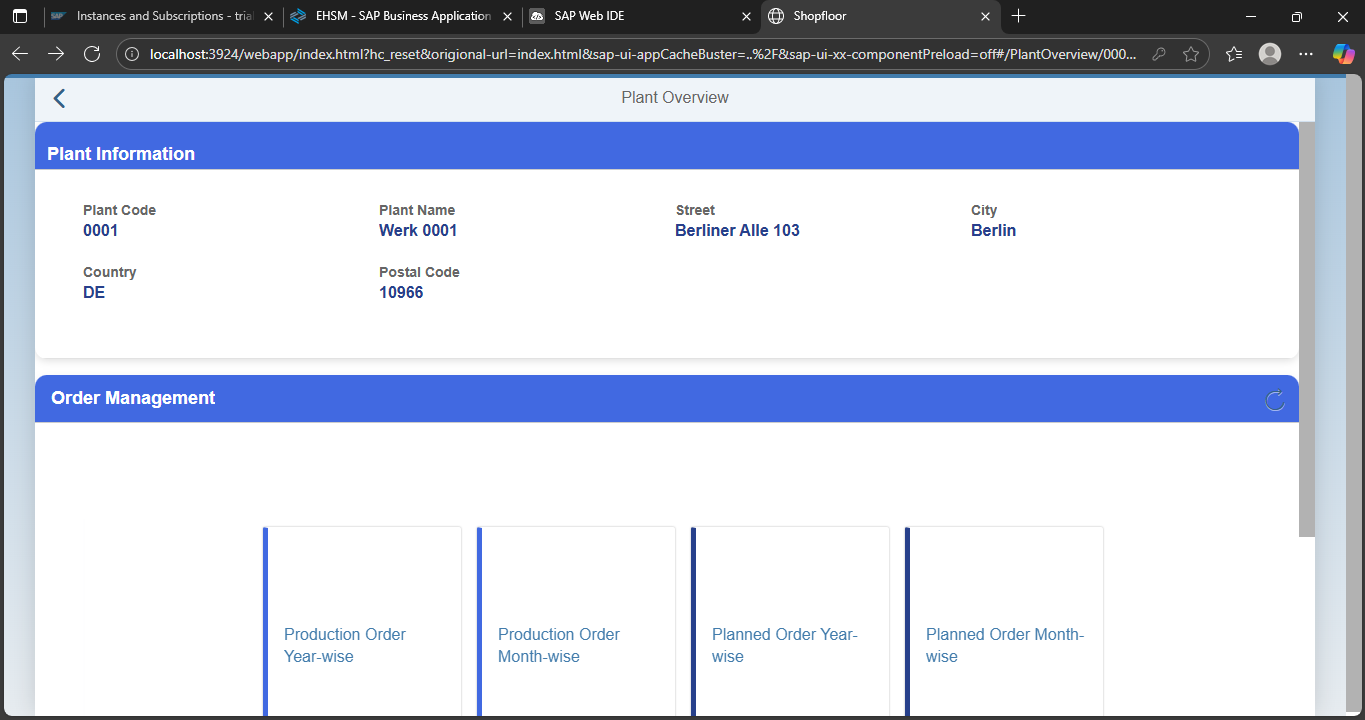 Instances and Subscriptions - trial
EHSM - SAP Business Application
SAP Web IDE
Shopfloor
localhost:3924/webapp/index.html?hc_reset&origional-url=index.html&sap-ui-appCacheBuster=..%2F&sap-ui-xx-componentPreload=off#/PlantOverview/000...
Plant Overview
Plant Information
Plant Code
0001
Plant Name
Werk 0001
Street
Berliner Alle 103
City
Berlin
Country
DE
Postal Code
10966
Order Management
Production Order
Year-wise
Production Order
Month-wise
Planned Order Year-
wise
Planned Order Month-
wise